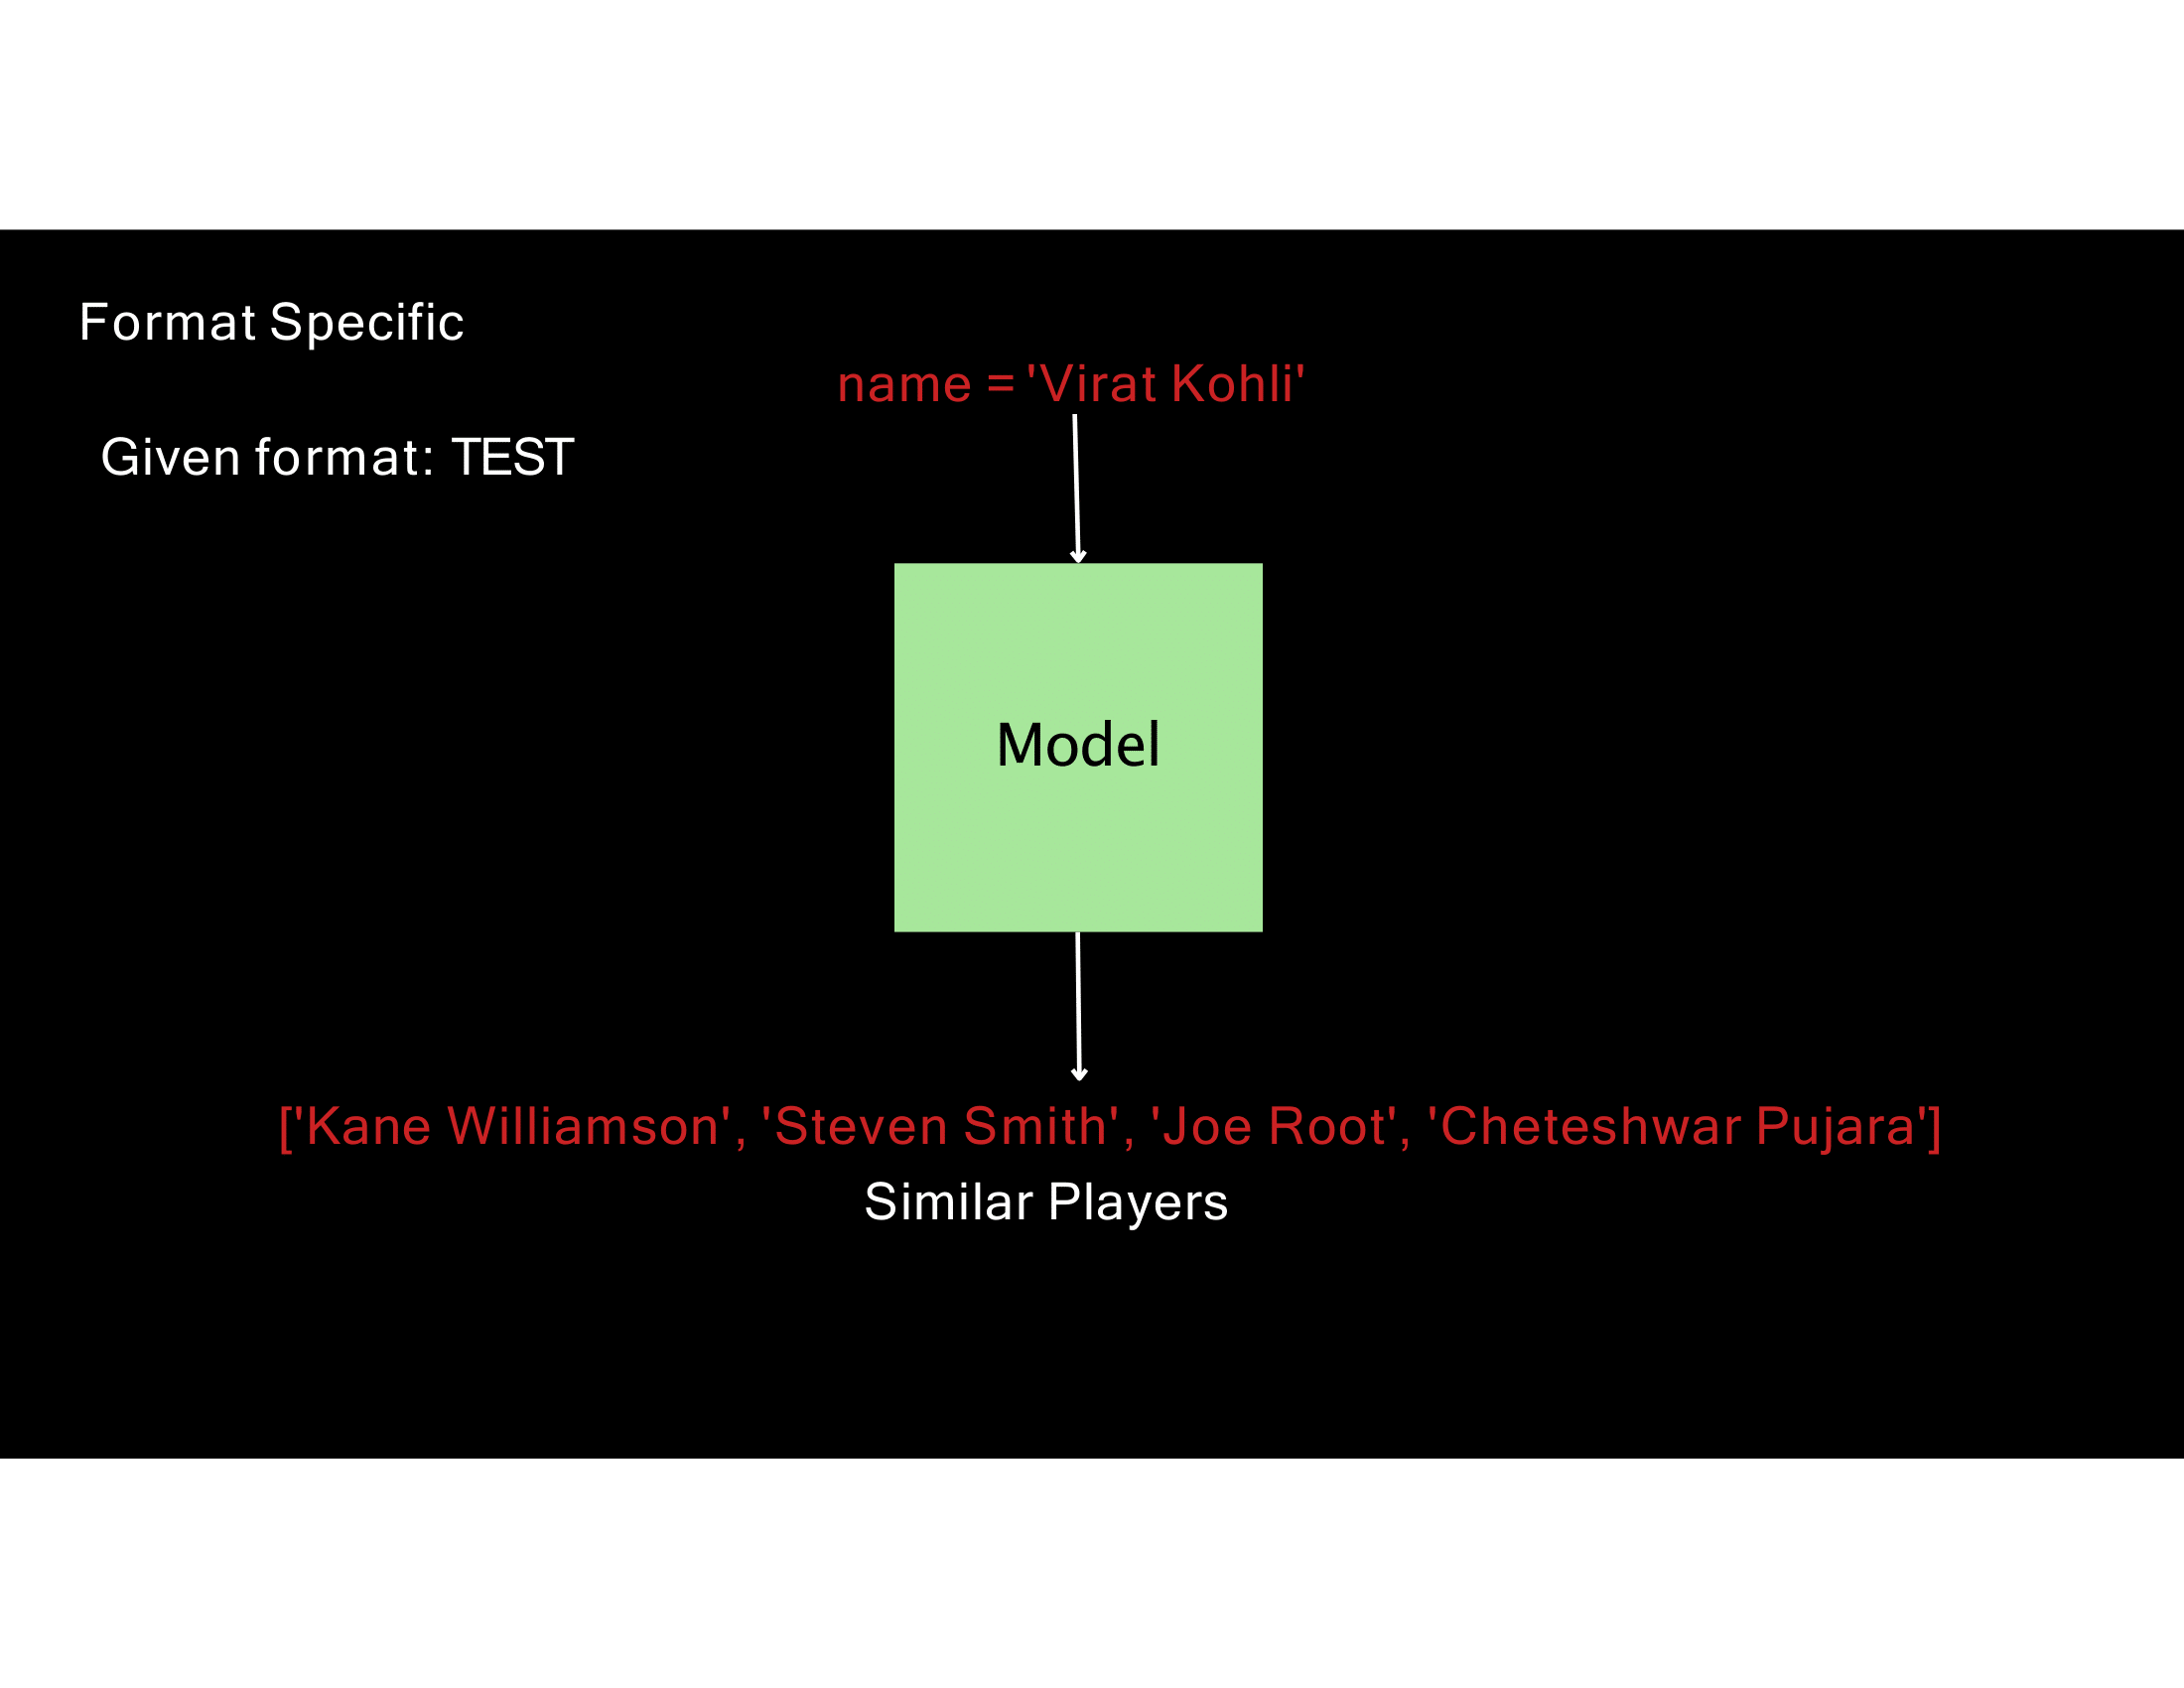 Format Specific
name = 'Virat Kohli'
Given format: TEST
Model
['Kane Williamson', 'Steven Smith', 'Joe Root', 'Cheteshwar Pujara']
Similar Players